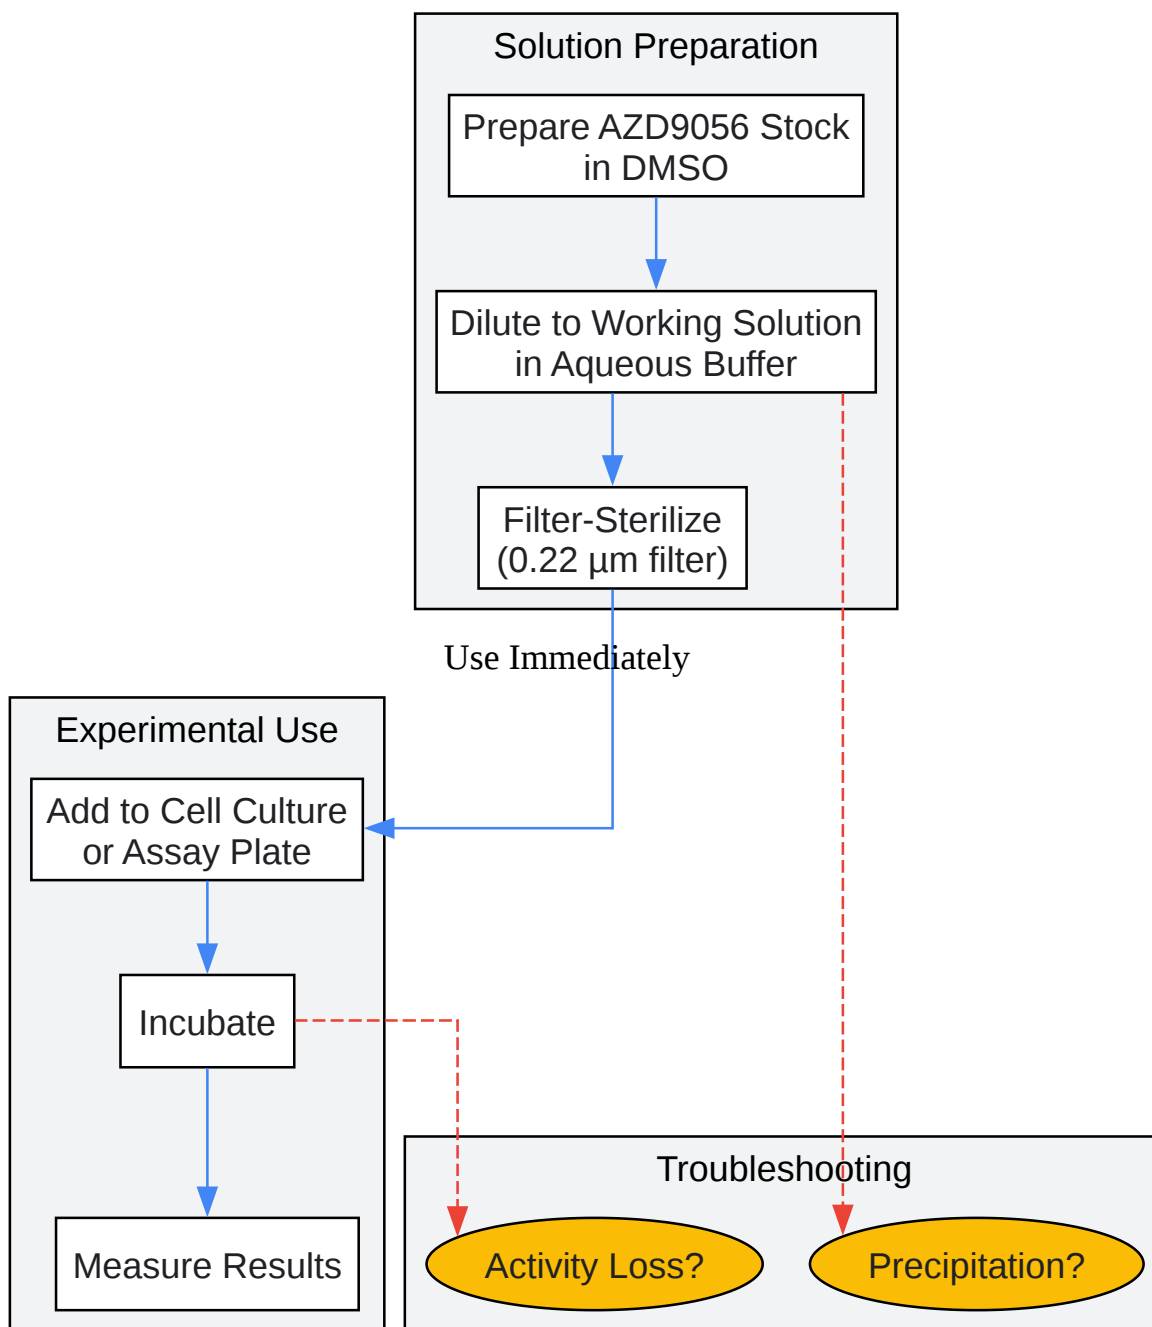 Solution Preparation
Prepare AZD9056 Stock
in DMSO
Dilute to Working Solution
in Aqueous Buffer
Filter-Sterilize
(0.22 µm filter)
Use Immediately
Experimental Use
Add to Cell Culture
or Assay Plate
Incubate
Measure Results
Troubleshooting
Activity Loss?
Precipitation?